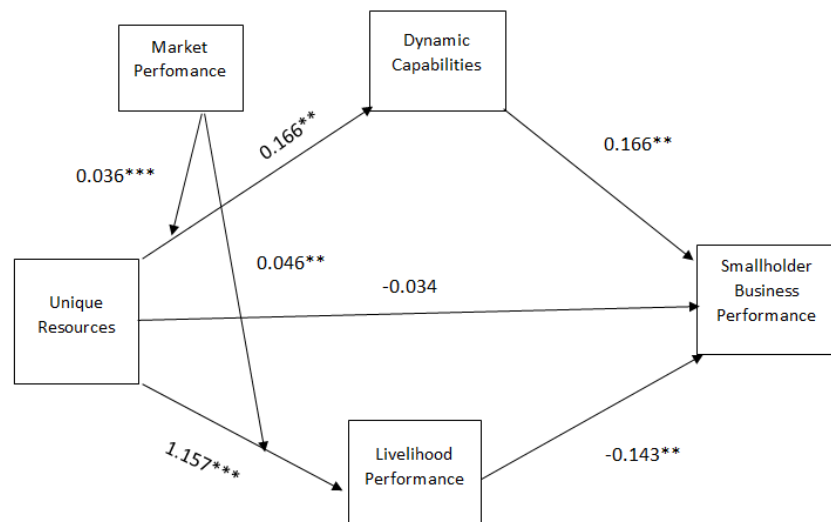 Market
Perfomance
Dynamic
Capabilities
0.166**
0.166**
0.036***
0.046**
-0.034
Unique
Resources
Smallholder
Business
Performance
1.157***
Livelihood
Performance
-0.143**